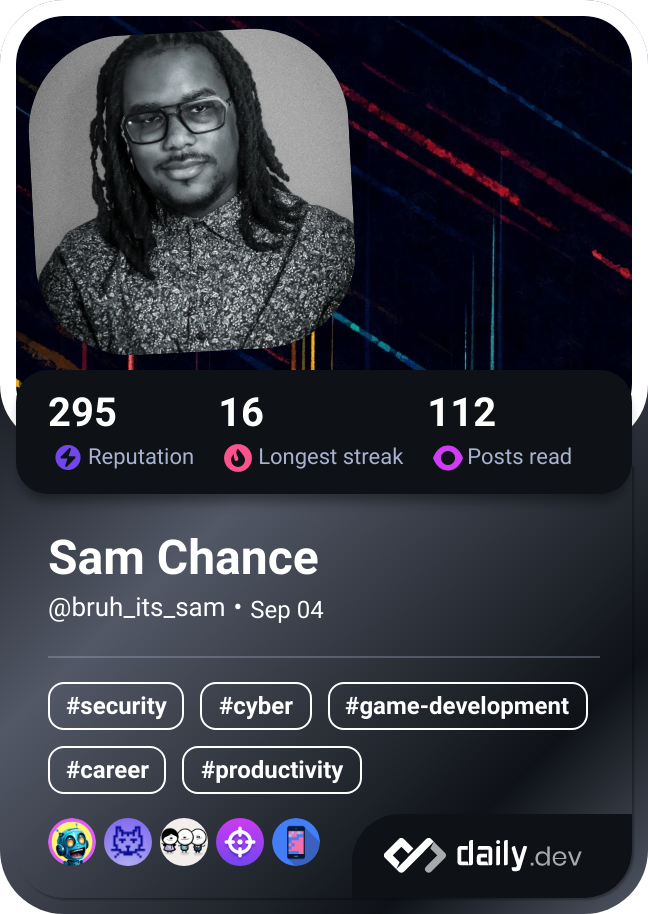 295 16 112
Reputation Longest streak Posts read
Sam Chance
@bruh_its_sam • Sep 04
#security #cyber #game-development
#career #productivity
daily.dev